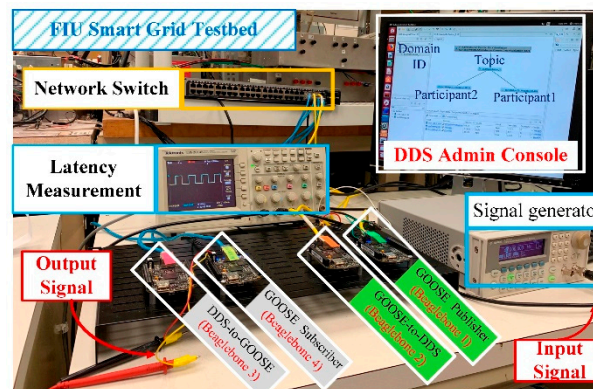 FIU Smart Grid Testbed
Network Switch
Latency
Measurement
Domain
ID
Topic
Participant2
Participant1
DDS Admin Console
Signal generator
Output
Signal
DDS-to-GOOSE
(Beaglebone 3)
GOOSE Subscriber
(Beaglebone 4)
GOOSE-to-DDS
(Beaglebone 2)
GOOSE Publisher
(Beaglebone 1)
Input
Signal